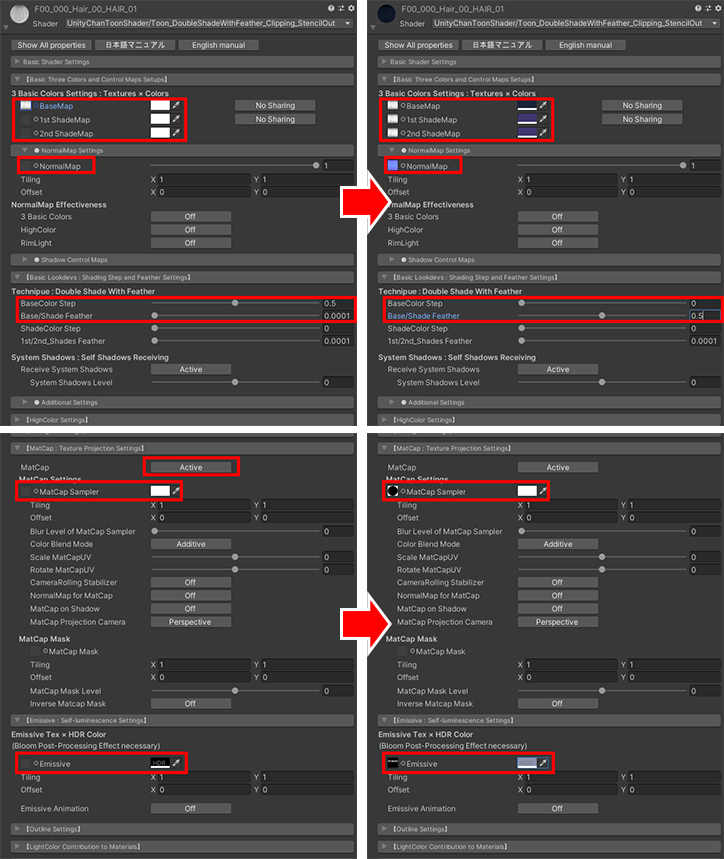 F00_000_Hair_00_HAIR_01
Shader UnityChanToonShader/Toon_DoubleShadeWithFeather_Clipping_StencilOut
Show All properties 日本語マニュアル English manual
Basic Shader Settings
【Basic Three Colors and Control Maps Setups】
3 Basic Colors Settings : Textures × Colors
BaseMap No Sharing
1st ShadeMap No Sharing
2nd ShadeMap
● NormalMap Settings
NormalMap 1
Tiling X 1 Y 1
Offset X 0 Y 0
NormalMap Effectiveness
3 Basic Colors Off
HighColor Off
RimLight Off
● Shadow Control Maps
【Basic Lookdevs : Shading Step and Feather Settings】
Technipue : Double Shade With Feather
BaseColor Step 0.5
Base/Shade Feather 0.0001
ShadeColor Step 0
1st/2nd_Shades Feather 0.0001
System Shadows : Self Shadows Receiving
Receive System Shadows Active
System Shadows Level 0
● Additional Settings
【HighColor Settings】
F00_000_Hair_00_HAIR_01
Shader UnityChanToonShader/Toon_DoubleShadeWithFeather_Clipping_StencilOut
Show All properties 日本語マニュアル English manual
Basic Shader Settings
【Basic Three Colors and Control Maps Setups】
3 Basic Colors Settings : Textures × Colors
BaseMap No Sharing
1st ShadeMap No Sharing
2nd ShadeMap
● NormalMap Settings
NormalMap 1
Tiling X 1 Y 1
Offset X 0 Y 0
rmalMap Effectiveness
3 Basic Colors Off
HighColor Off
RimLight Off
● Shadow Control Maps
【Basic Lookdevs : Shading Step and Feather Settings】
Technipue : Double Shade With Feather
BaseColor Step 0
Base/Shade Feather 0.5
ShadeColor Step 0
1st/2nd_Shades Feather 0.0001
System Shadows : Self Shadows Receiving
Receive System Shadows Active
System Shadows Level 0
● Additional Settings
【HighColor Settings】
【MatCap : Texture Projection Settings】
MatCap Active
MatCap Settings
MatCap Sampler
Tiling X 1 Y 1
Offset X 0 Y 0
Blur Level of MatCap Sampler 0
Color Blend Mode Additive
Scale MatCapUV 0
Rotate MatCapUV 0
CameraRolling Stabilizer Off
NormalMap for MatCap Off
MatCap on Shadow Off
MatCap Projection Camera Perspective
MatCap Mask
MatCap Mask
Tiling X 1 Y 1
Offset X 0 Y 0
MatCap Mask Level 0
Inverse Matcap Mask Off
【Emissive : Self-luminescence Settings】
Emissive Tex × HDR Color
(Bloom Post-Processing Effect necessary)
Emissive HDR
Tiling X 1 Y 1
Offset X 0 Y 0
Emissive Animation Off
【Outline Settings】
【LightColor Contribution to Materials】
【MatCap : Texture Projection Settings】
MatCap Active
MatCap Settings
MatCap Sampler
Tiling X 1 Y 1
Offset X 0 Y 0
Blur Level of MatCap Sampler 0
Color Blend Mode Additive
Scale MatCapUV 0
Rotate MatCapUV 0
CameraRolling Stabilizer Off
NormalMap for MatCap Off
MatCap on Shadow Off
MatCap Projection Camera Perspective
MatCap Mask
MatCap Mask
Tiling X 1 Y 1
Offset X 0 Y 0
MatCap Mask Level 0
Inverse Matcap Mask Off
【Emissive : Self-luminescence Settings】
Emissive Tex × HDR Color
(Bloom Post-Processing Effect necessary)
Emissive
Tiling X 1 Y 1
Offset X 0 Y 0
Emissive Animation Off
【Outline Settings】
【LightColor Contribution to Materials】